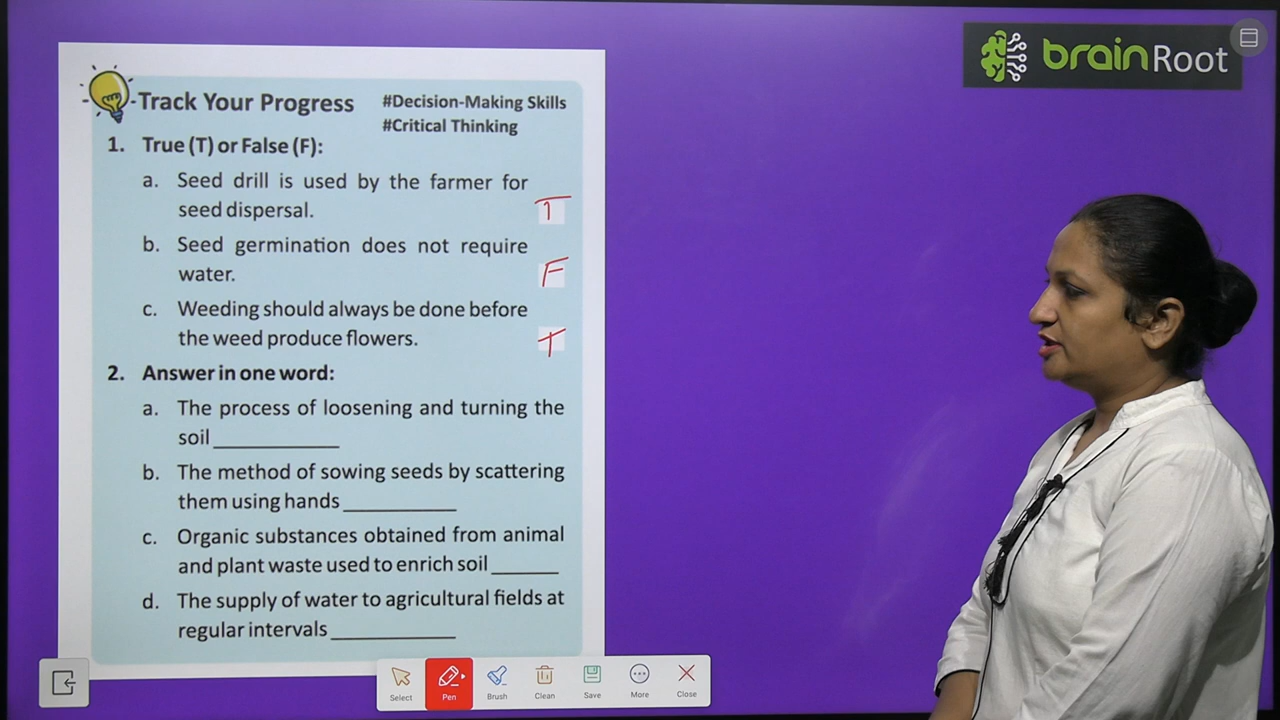 brainRoot
Track Your Progress #Decision-Making Skills
#Critical Thinking
1. True (T) or False (F):
a. Seed drill is used by the farmer for
seed dispersal. T
b. Seed germination does not require
water. F
c. Weeding should always be done before
the weed produce flowers. T
2. Answer in one word:
a. The process of loosening and turning the
soil ____________
b. The method of sowing seeds by scattering
them using hands ___________
c. Organic substances obtained from animal
and plant waste used to enrich soil ______
d. The supply of water to agricultural fields at
regular intervals ____________
Select Pen Brush Clean Save More Close